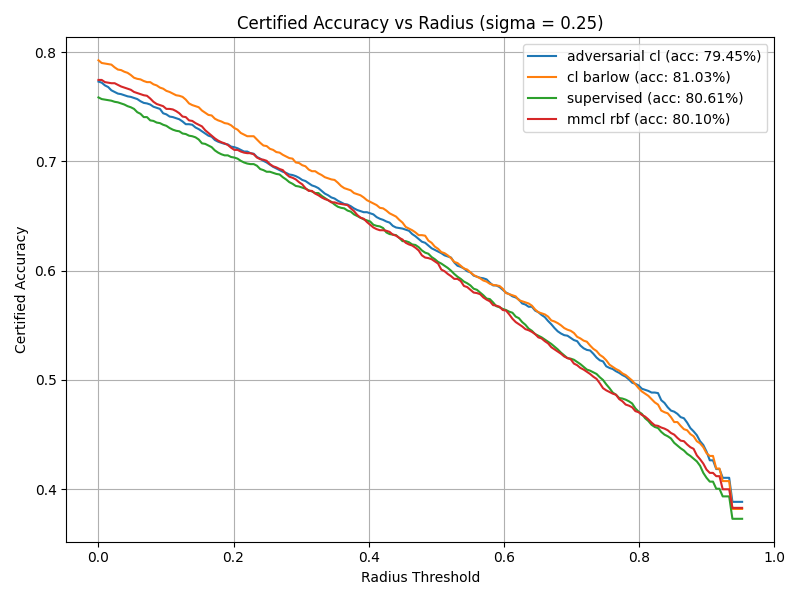 Certified Accuracy vs Radius (sigma = 0.25)
adversarial cl (acc: 79.45%)
cl barlow (acc: 81.03%)
supervised (acc: 80.61%)
mmcl rbf (acc: 80.10%)
Certified Accuracy
0.8
0.7
0.6
0.5
0.4
0.0 0.2 0.4 0.6 0.8 1.0
Radius Threshold